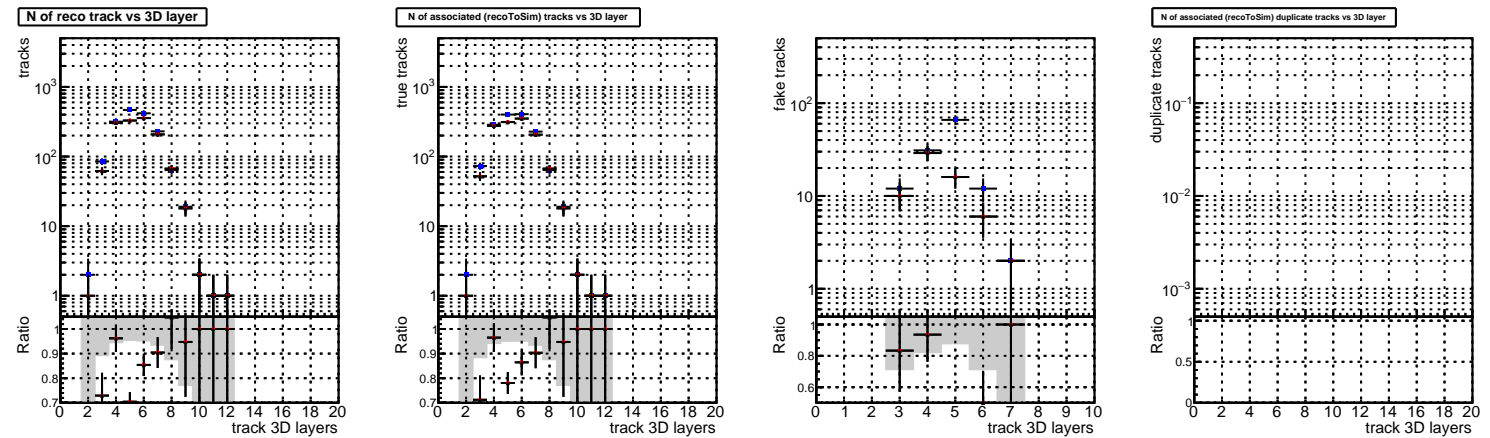 N of reco track vs 3D layer
tracks
10³
10²
10
1
Ratio
1
0.9
0.8
0.7
0 2 4 6 8 10 12 14 16 18 20
track 3D layers
N of associated (recoToSim) tracks vs 3D layer
true tracks
10³
10²
10
1
Ratio
1
0.9
0.8
0.7
0 2 4 6 8 10 12 14 16 18 20
track 3D layers
fake tracks
10²
10
1
Ratio
1
0.8
0.6
0 1 2 3 4 5 6 7 8 9 10
track 3D layers
N of associated (recoToSim) duplicate tracks vs 3D layer
duplicate tracks
10⁻¹
10⁻²
10⁻³
Ratio
1
0.5
0
0 2 4 6 8 10 12 14 16 18 20
track 3D layers